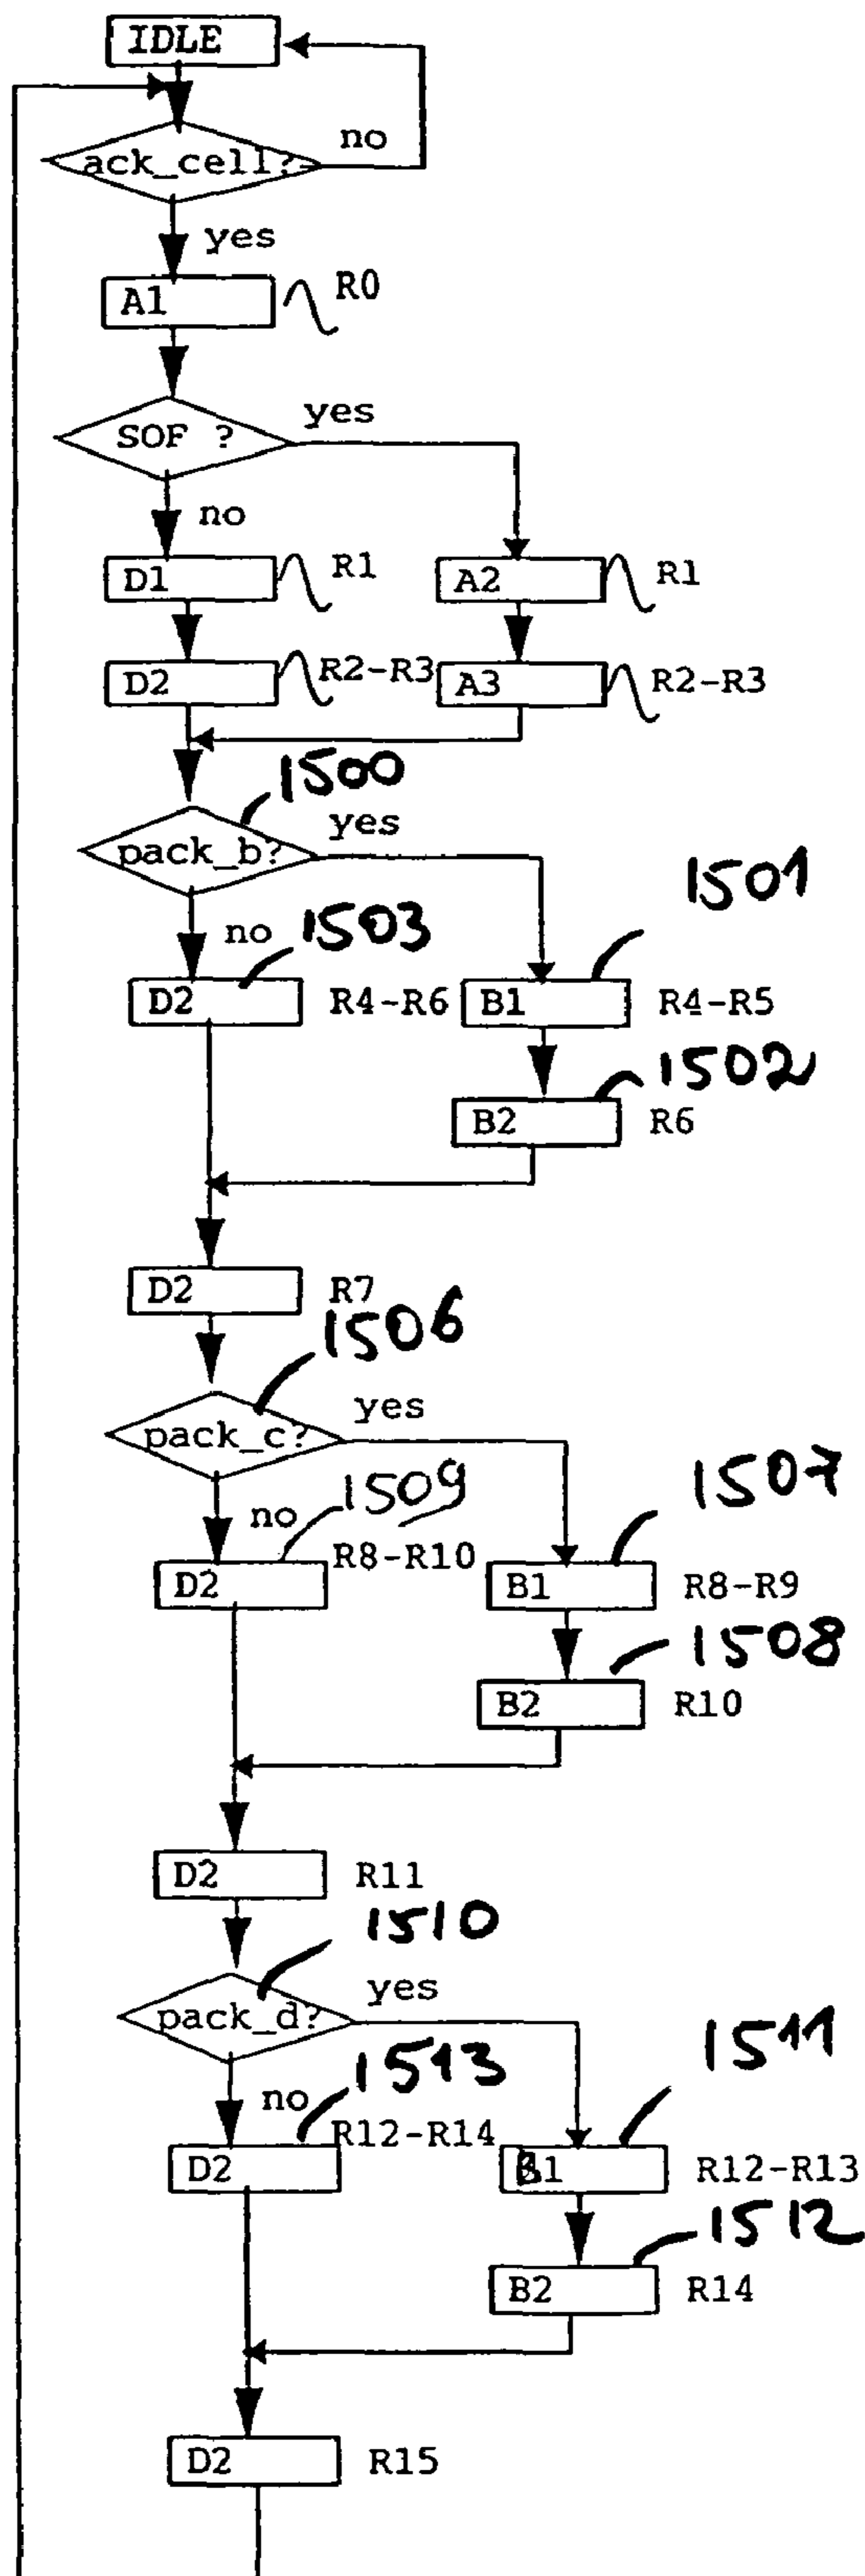 IDLE
ack_cell?
no
yes
A1
R0
SOF ?
yes
no
D1
R1
A2
R1
D2
R2-R3
A3
R2-R3
1500
pack_b?
yes
1501
no
1503
D2
R4-R6
B1
R4-R5
1502
B2
R6
D2
R7
1506
pack_c?
yes
1507
no
1509
D2
R8-R10
B1
R8-R9
1508
B2
R10
D2
R11
1510
pack_d?
yes
1511
no
1513
D2
R12-R14
B1
R12-R13
1512
B2
R14
D2
R15